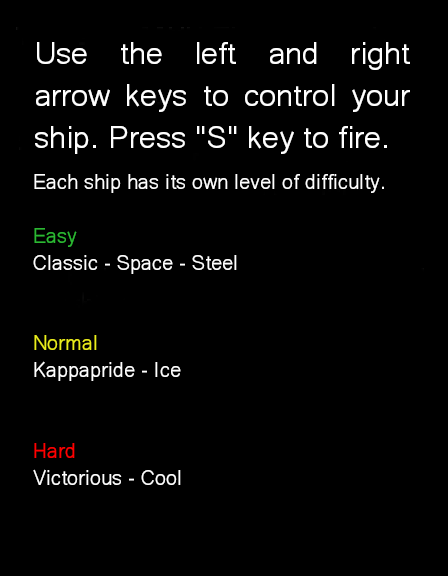 Use the left and right
arrow keys to control your
ship. Press "S" key to fire.
Each ship has its own level of difficulty.
Easy
Classic - Space - Steel
Normal
Kappapride - Ice
Hard
Victorious - Cool